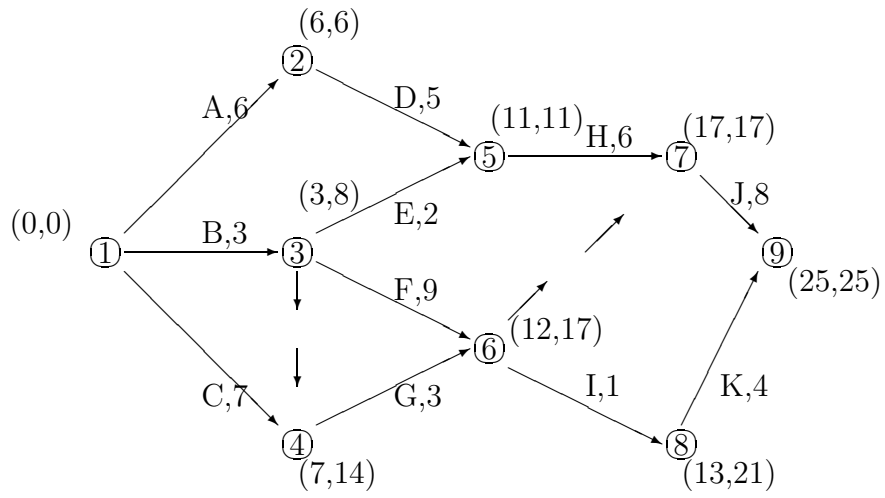 (6,6)
2
A,6
D,5
(11,11)
H,6
(17,17)
5
7
(3,8)
E,2
J,8
(0,0)
B,3
1
3
9
F,9
(25,25)
(12,17)
6
C,7
G,3
I,1
K,4
4
8
(7,14)
(13,21)